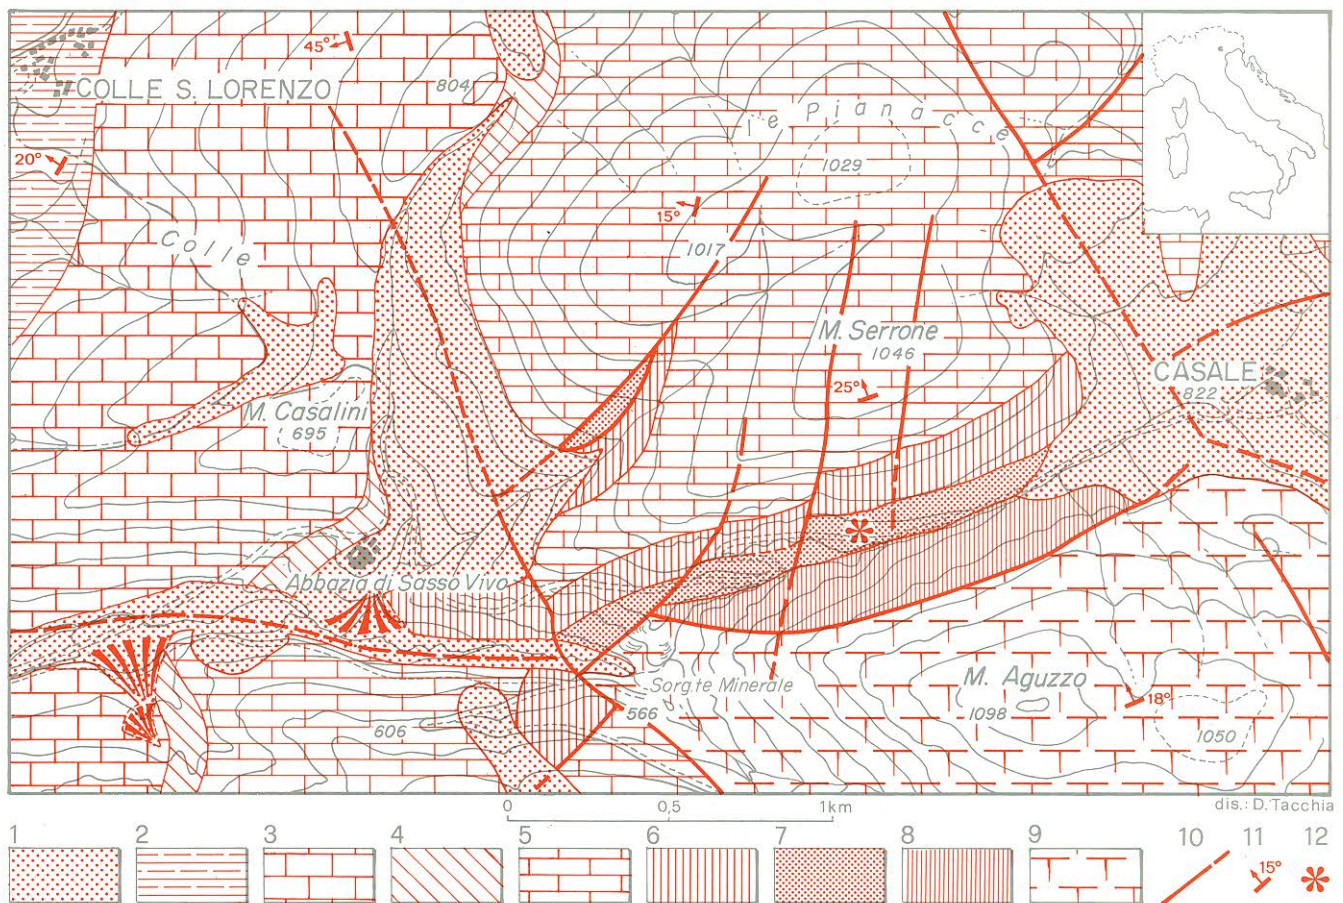 45°
804
COLLE S. LORENZO
le Pianacce
1029
20°
15°
Colle
1017
M. Serrone
1046
CASALE
822
25°
M. Casalini
695
Abbazia di Sasso Vivo
Sorg.te Minerale
566
606
M. Aguzzo
1098
18°
1050
0 0,5 1km
dis.: D. Tacchia
1 2 3 4 5 6 7 8 9 10 11 12
15°